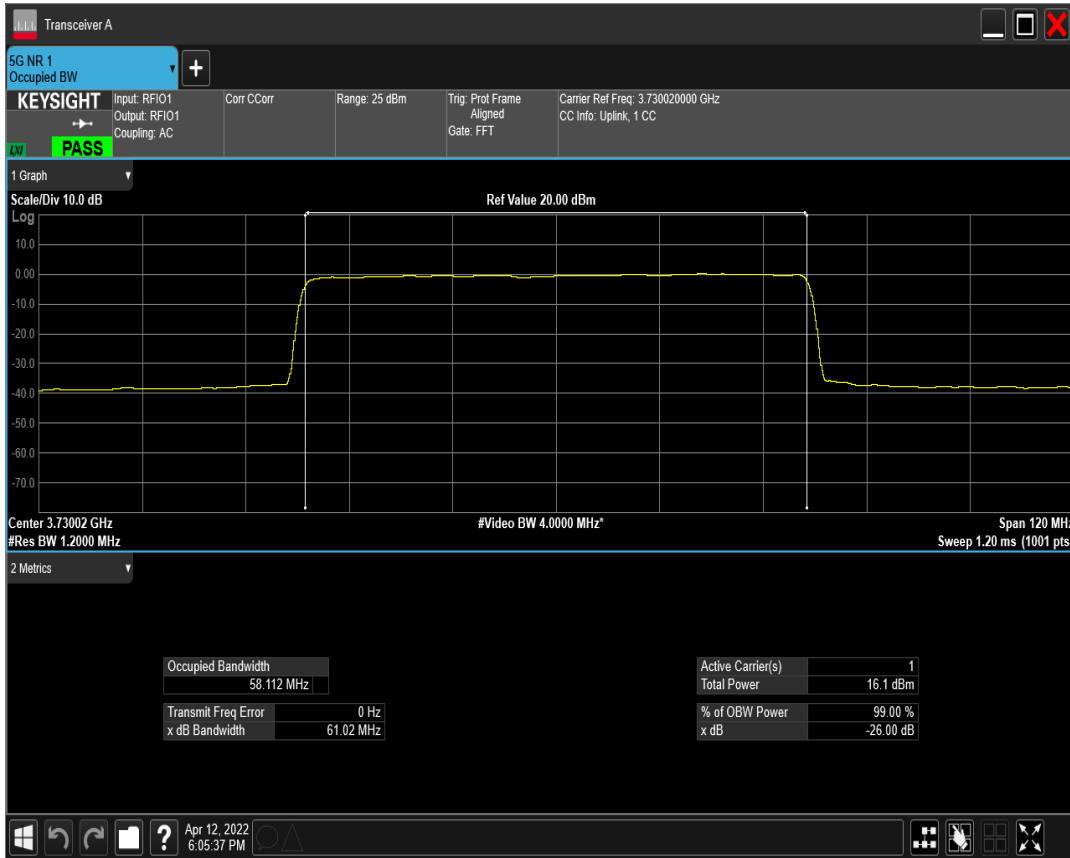 Transceiver A
5G NR 1
Occupied BW
+
KEYSIGHT
LXI
PASS
Input: RFIO1
Output: RFIO1
Coupling: AC
Corr CCorr
Range: 25 dBm
Trig: Prot Frame
Aligned
Gate: FFT
Carrier Ref Freq: 3.730020000 GHz
CC Info: Uplink, 1 CC
1 Graph
Scale/Div 10.0 dB
Ref Value 20.00 dBm
Log
10.0
0.00
-10.0
-20.0
-30.0
-40.0
-50.0
-60.0
-70.0
Center 3.73002 GHz
#Video BW 4.0000 MHz*
Span 120 MHz
#Res BW 1.2000 MHz
Sweep 1.20 ms (1001 pts
2 Metrics
Occupied Bandwidth
58.112 MHz
Transmit Freq Error 0 Hz
x dB Bandwidth 61.02 MHz
Active Carrier(s) 1
Total Power 16.1 dBm
% of OBW Power 99.00 %
x dB -26.00 dB
?
Apr 12, 2022
6:05:37 PM